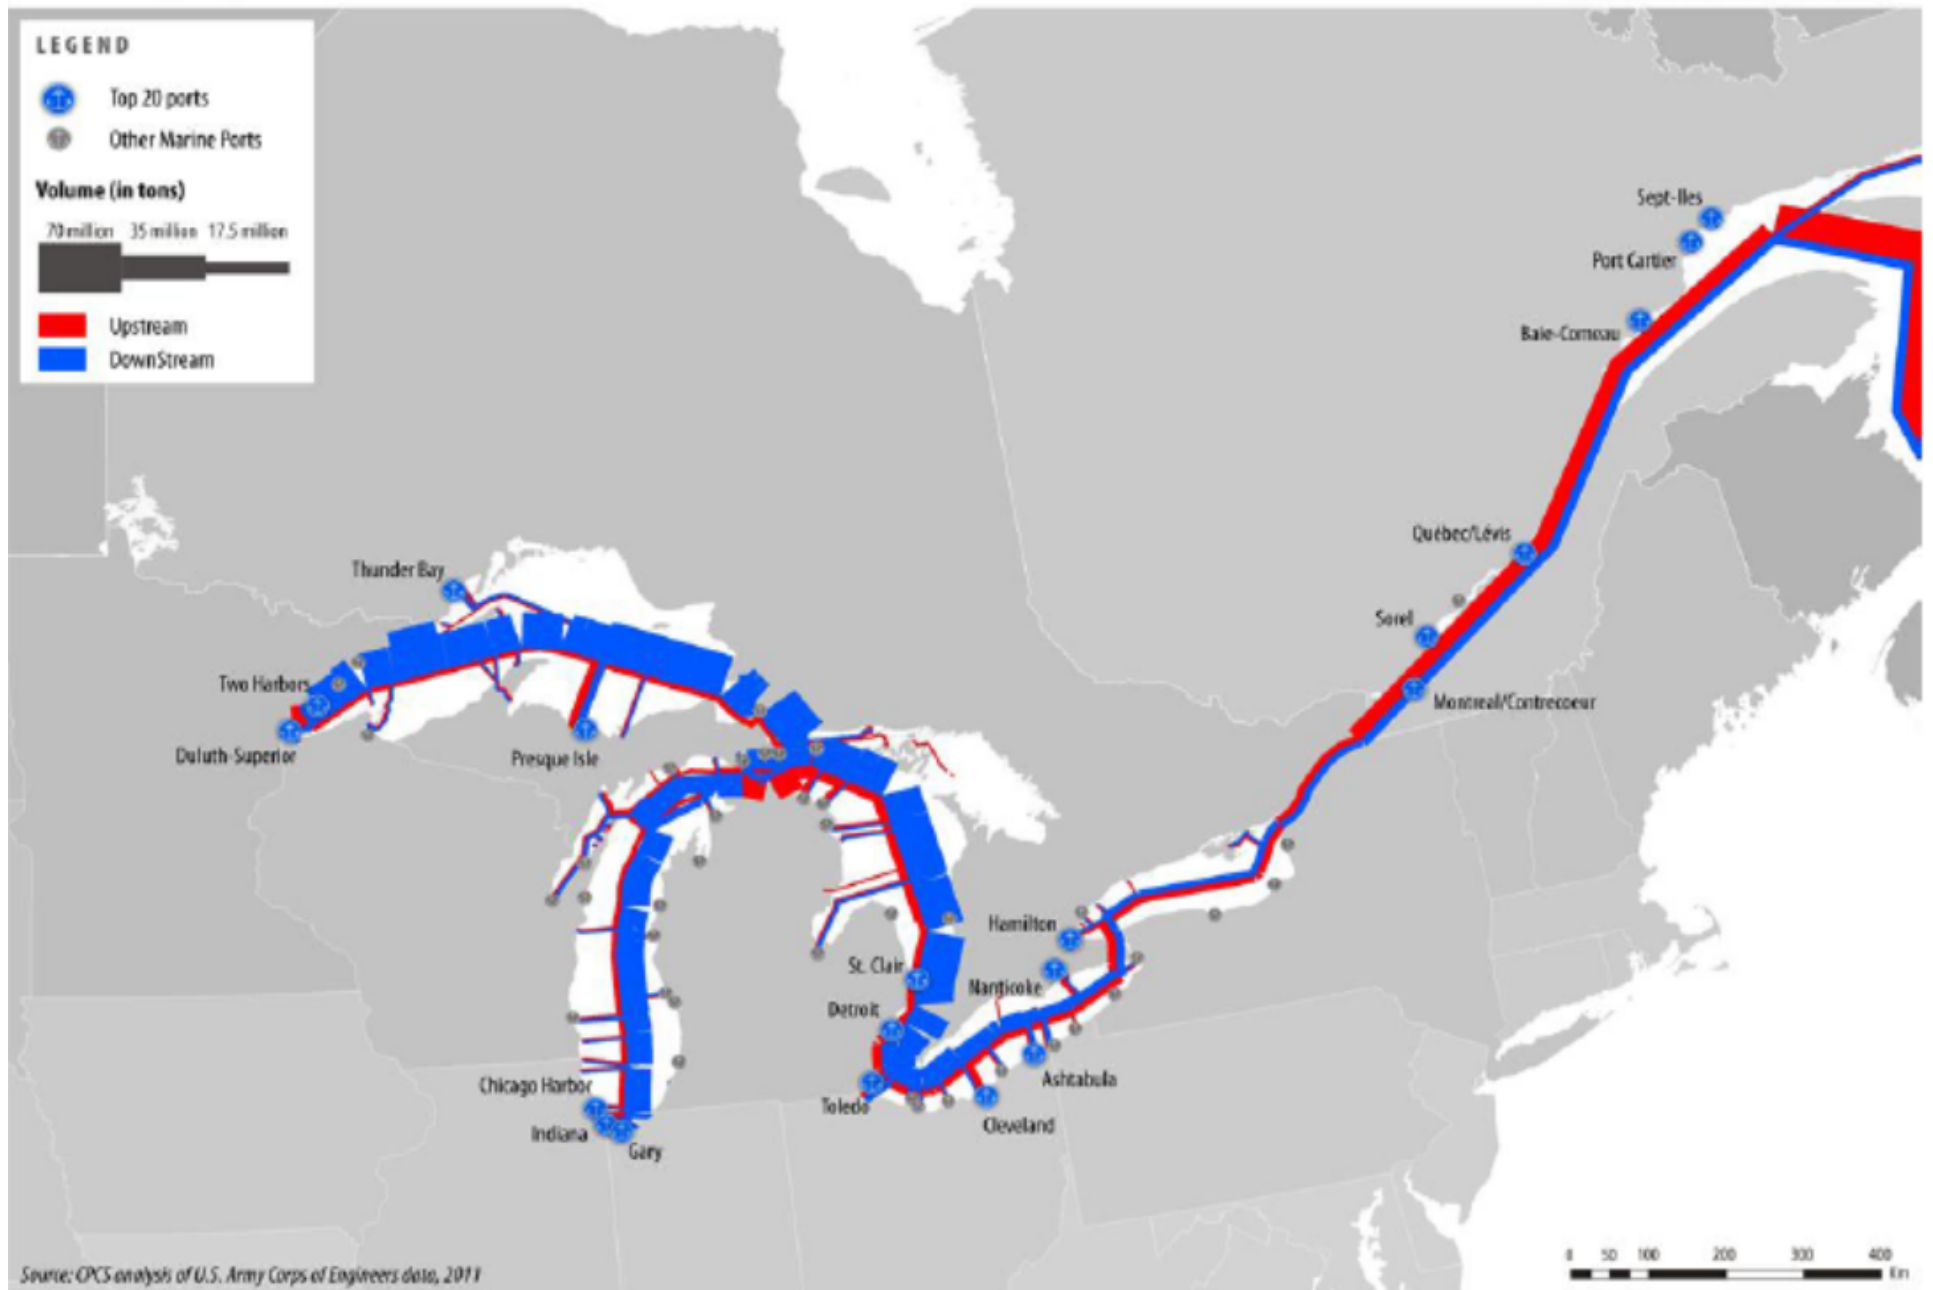 LEGEND
Top 20 ports
Other Marine Ports
Volume (in tons)
70 million 35 million 17.5 million
Upstream
DownStream
Sept-Iles
Port Cartier
Baie-Comeau
Québec/Lévis
Sorel
Montreal/Contrecoeur
Thunder Bay
Two Harbors
Duluth-Superior
Presque Isle
Hamilton
St. Clair
Nanticoke
Detroit
Chicago Harbor
Toledo
Ashtabula
Cleveland
Indiana
Gary
0 50 100 200 300 400
Km
Source: CPCS analysis of U.S. Army Corps of Engineers data, 2011